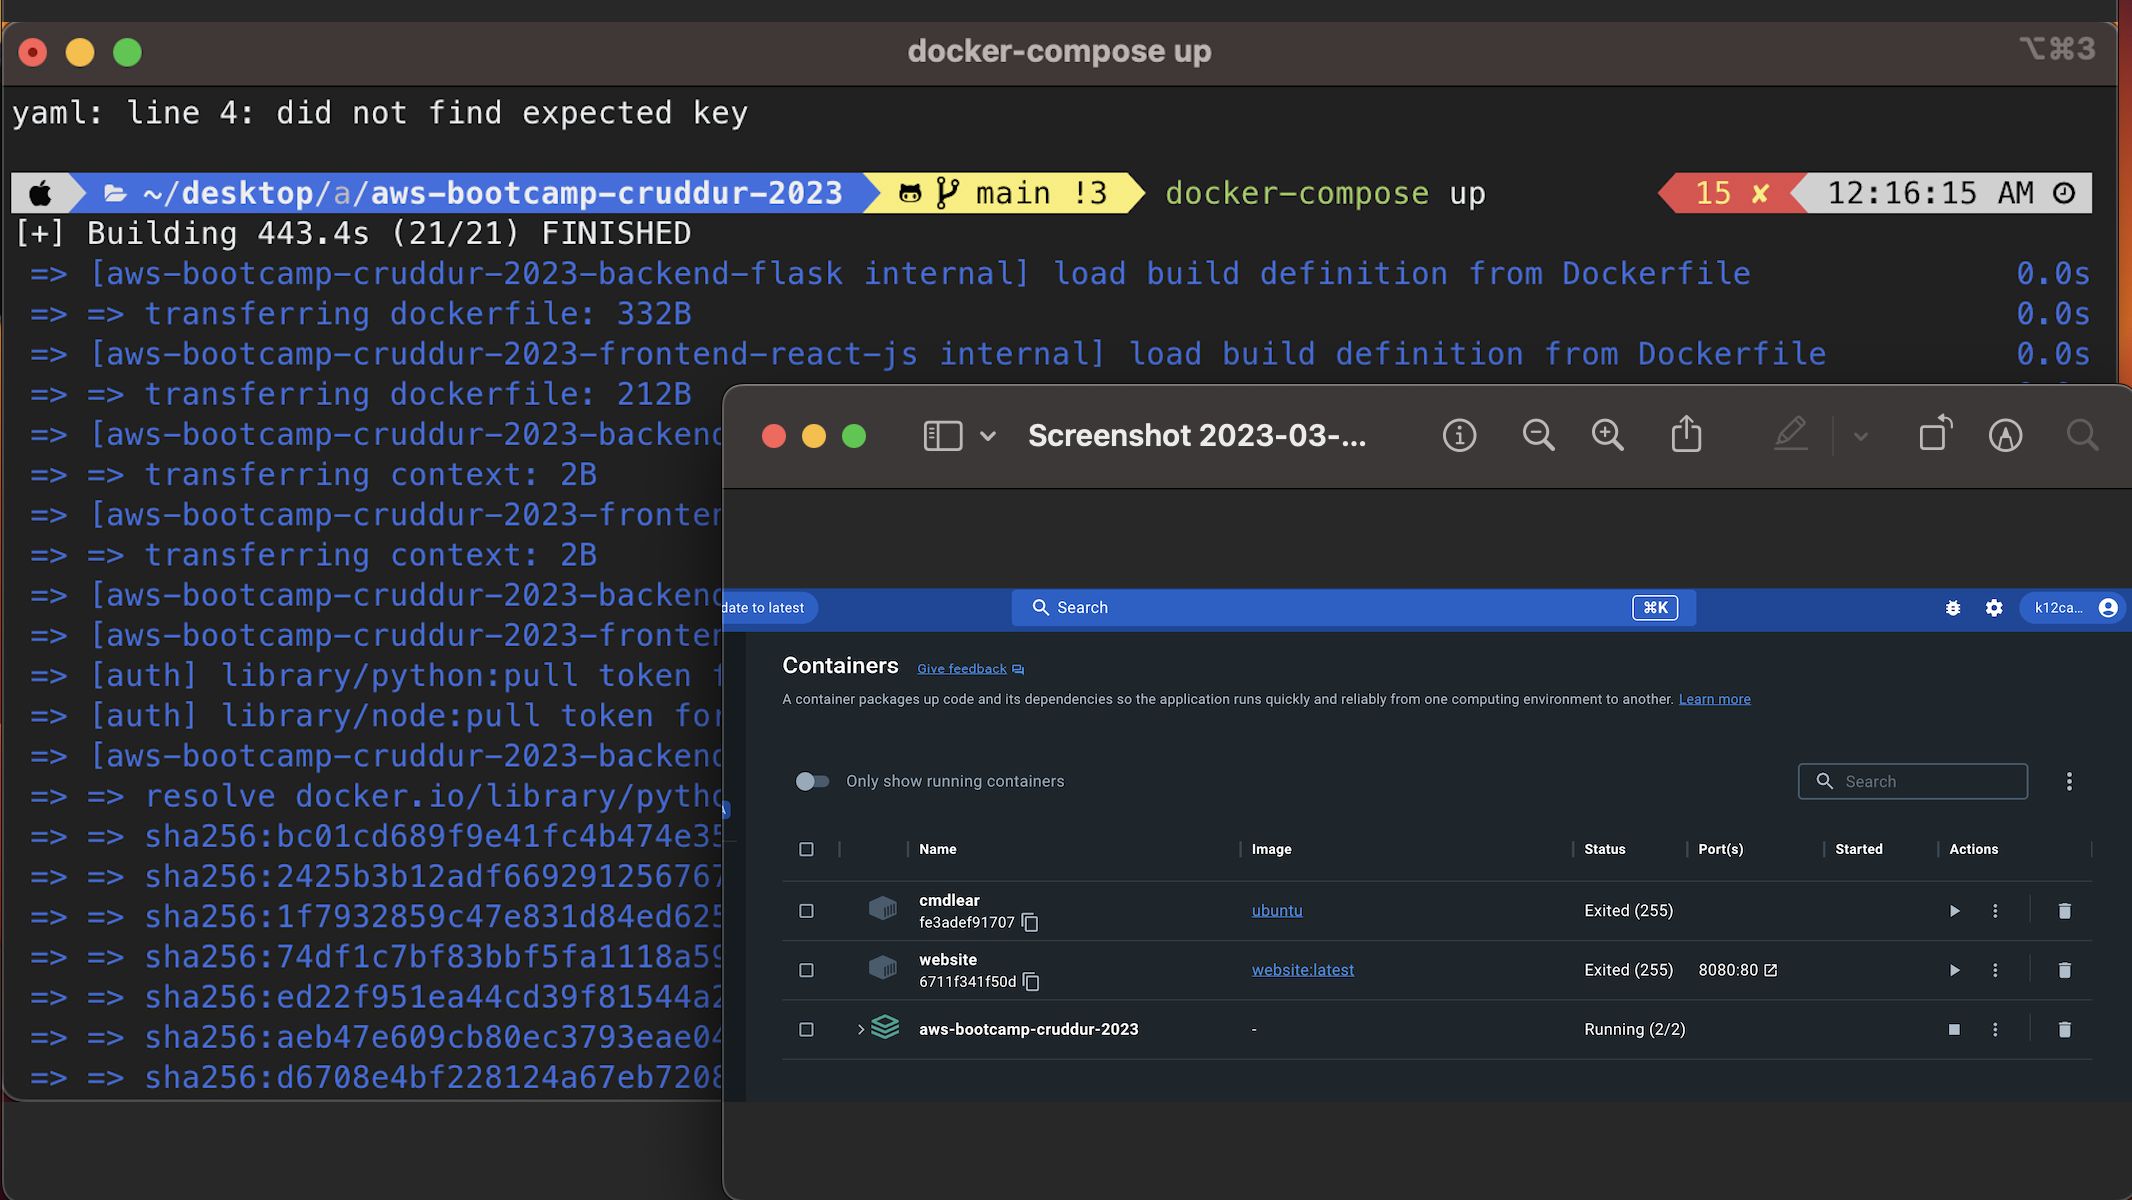 docker-compose up
⌥⌘3
yaml: line 4: did not find expected key
~/desktop/a/aws-bootcamp-cruddur-2023 main !3 docker-compose up 15 ✘ 12:16:15 AM
[+] Building 443.4s (21/21) FINISHED
=> [aws-bootcamp-cruddur-2023-backend-flask internal] load build definition from Dockerfile 0.0s
=> => transferring dockerfile: 332B 0.0s
=> [aws-bootcamp-cruddur-2023-frontend-react-js internal] load build definition from Dockerfile 0.0s
=> => transferring dockerfile: 212B
=> [aws-bootcamp-cruddur-2023-backend
=> => transferring context: 2B
=> [aws-bootcamp-cruddur-2023-fronten
=> => transferring context: 2B
=> [aws-bootcamp-cruddur-2023-backend
=> [aws-bootcamp-cruddur-2023-fronten
=> [auth] library/python:pull token f
=> [auth] library/node:pull token for
=> [aws-bootcamp-cruddur-2023-backend
=> => resolve docker.io/library/pytho
=> => sha256:bc01cd689f9e41fc4b474e35
=> => sha256:2425b3b12adf669291256767
=> => sha256:1f7932859c47e831d84ed625
=> => sha256:74df1c7bf83bbf5fa1118a59
=> => sha256:ed22f951ea44cd39f81544a2
=> => sha256:aeb47e609cb80ec3793eae04
=> => sha256:d6708e4bf228124a67eb7208
Screenshot 2023-03-...
date to latest
Search
⌘K
k12ca...
Containers
Give feedback
A container packages up code and its dependencies so the application runs quickly and reliably from one computing environment to another. Learn more
Only show running containers
Search
Name Image Status Port(s) Started Actions
cmdlear
fe3adef91707
ubuntu
Exited (255)
website
6711f341f50d
website:latest
Exited (255)
8080:80
aws-bootcamp-cruddur-2023
-
Running (2/2)